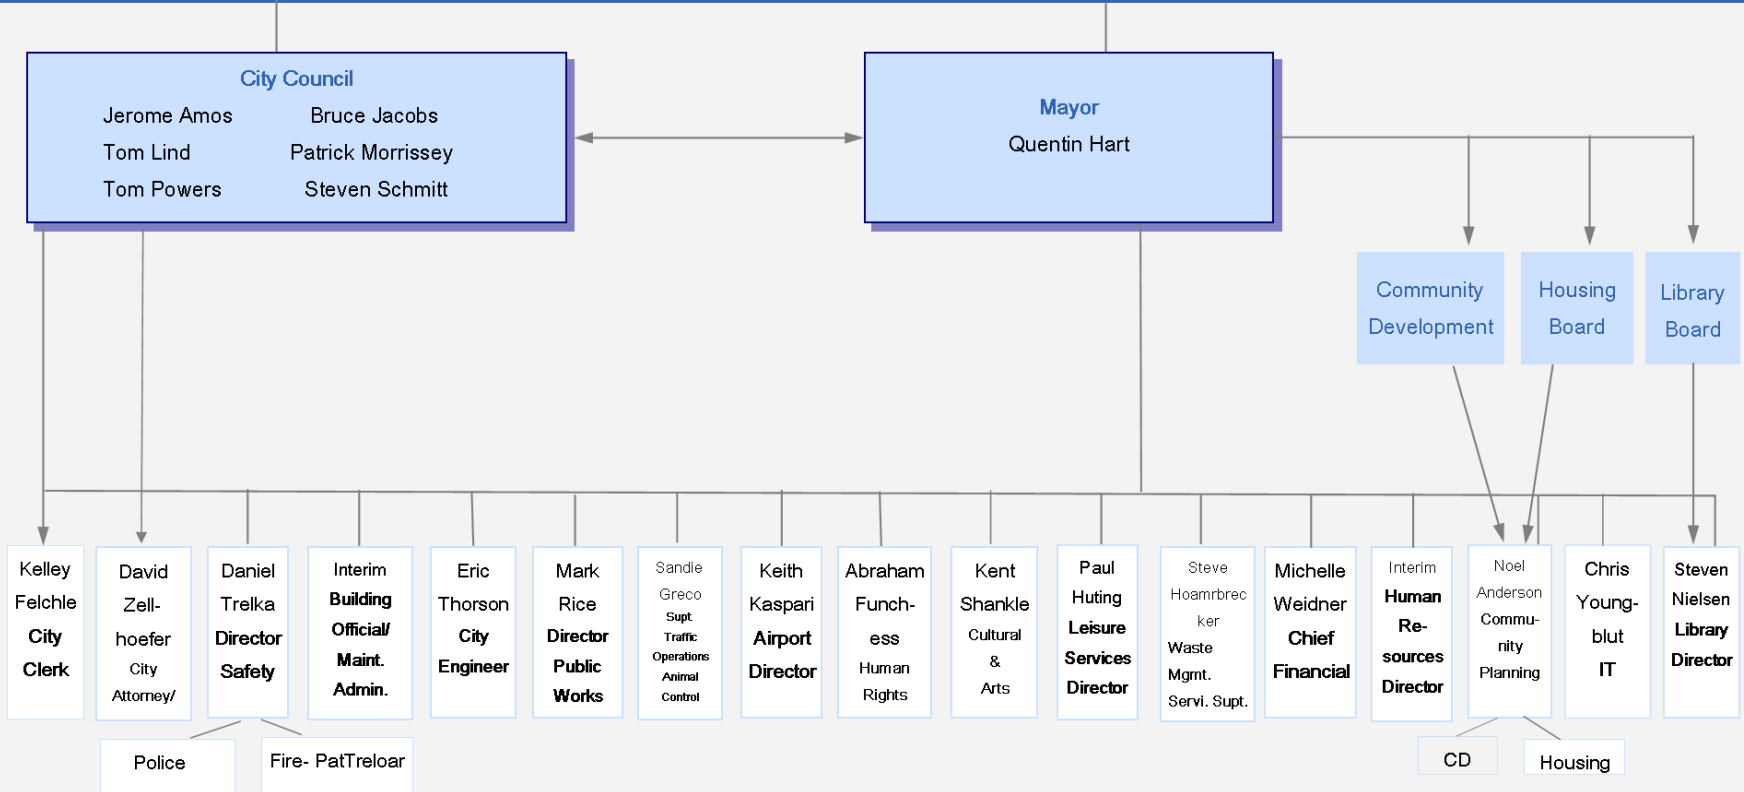 City Council
Jerome Amos Bruce Jacobs
Tom Lind Patrick Morrissey
Tom Powers Steven Schmitt
Mayor
Quentin Hart
Community
Development
Housing
Board
Library
Board
Kelley
Felchle
City
Clerk
David
Zell-
hoefer
City
Attorney/
Daniel
Trelka
Director
Safety
Interim
Building
Official/
Maint.
Admin.
Eric
Thorson
City
Engineer
Mark
Rice
Director
Public
Works
Sandie
Greco
Supt.
Traffic
Operations
Animal
Control
Keith
Kaspari
Airport
Director
Abraham
Funch-
ess
Human
Rights
Kent
Shankle
Cultural
&
Arts
Paul
Huting
Leisure
Services
Director
Steve
Hoamrbrec
ker
Waste
Mgmt.
Servi. Supt.
Michelle
Weidner
Chief
Financial
Interim
Human
Re-
sources
Director
Noel
Anderson
Commu-
nity
Planning
Chris
Young-
blut
IT
Steven
Nielsen
Library
Director
Police
Fire- PatTreloar
CD
Housing